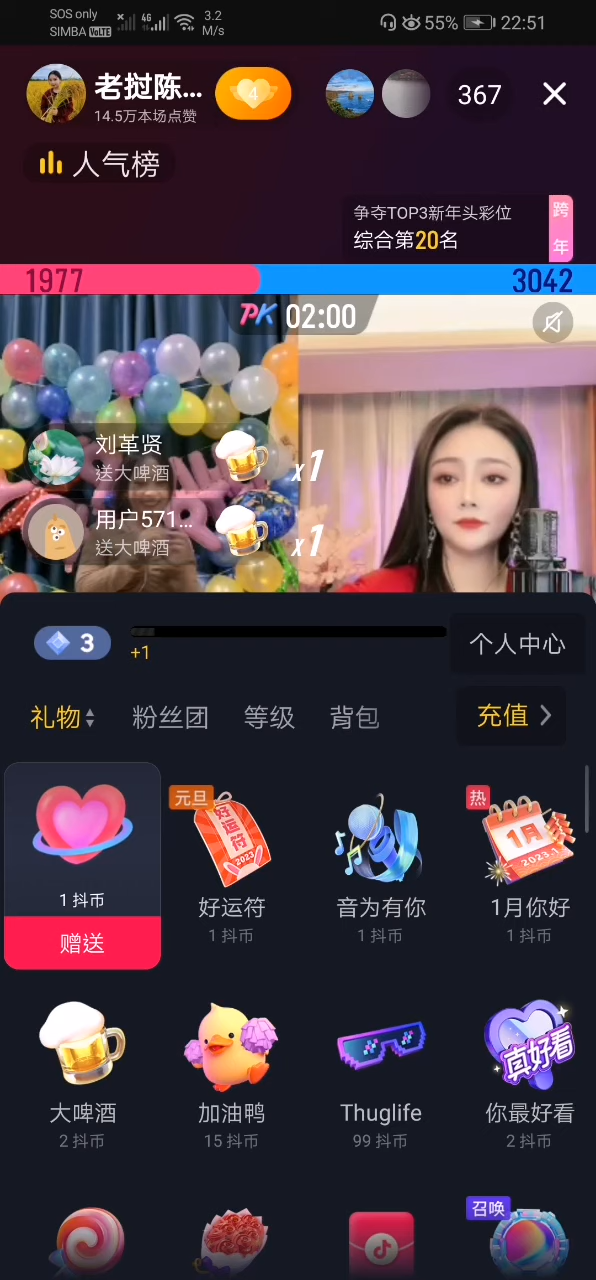 SOS only
SIMBA VoLTE
4G
3.2
M/s
55%
22:51
老挝陈...
14.5万本场点赞
4
367
人气榜
争夺TOP3新年头彩位
综合第20名
跨
年
1977
3042
PK 02:00
刘革贤
送大啤酒
x1
用户571...
送大啤酒
x1
3
+1
个人中心
礼物
粉丝团
等级
背包
充值
1 抖币
赠送
元旦
好运符
2023
好运符
1 抖币
音为有你
1 抖币
热
1月
2023.1
1月你好
1 抖币
大啤酒
2 抖币
加油鸭
15 抖币
Thuglife
99 抖币
真好看
你最好看
2 抖币
召唤